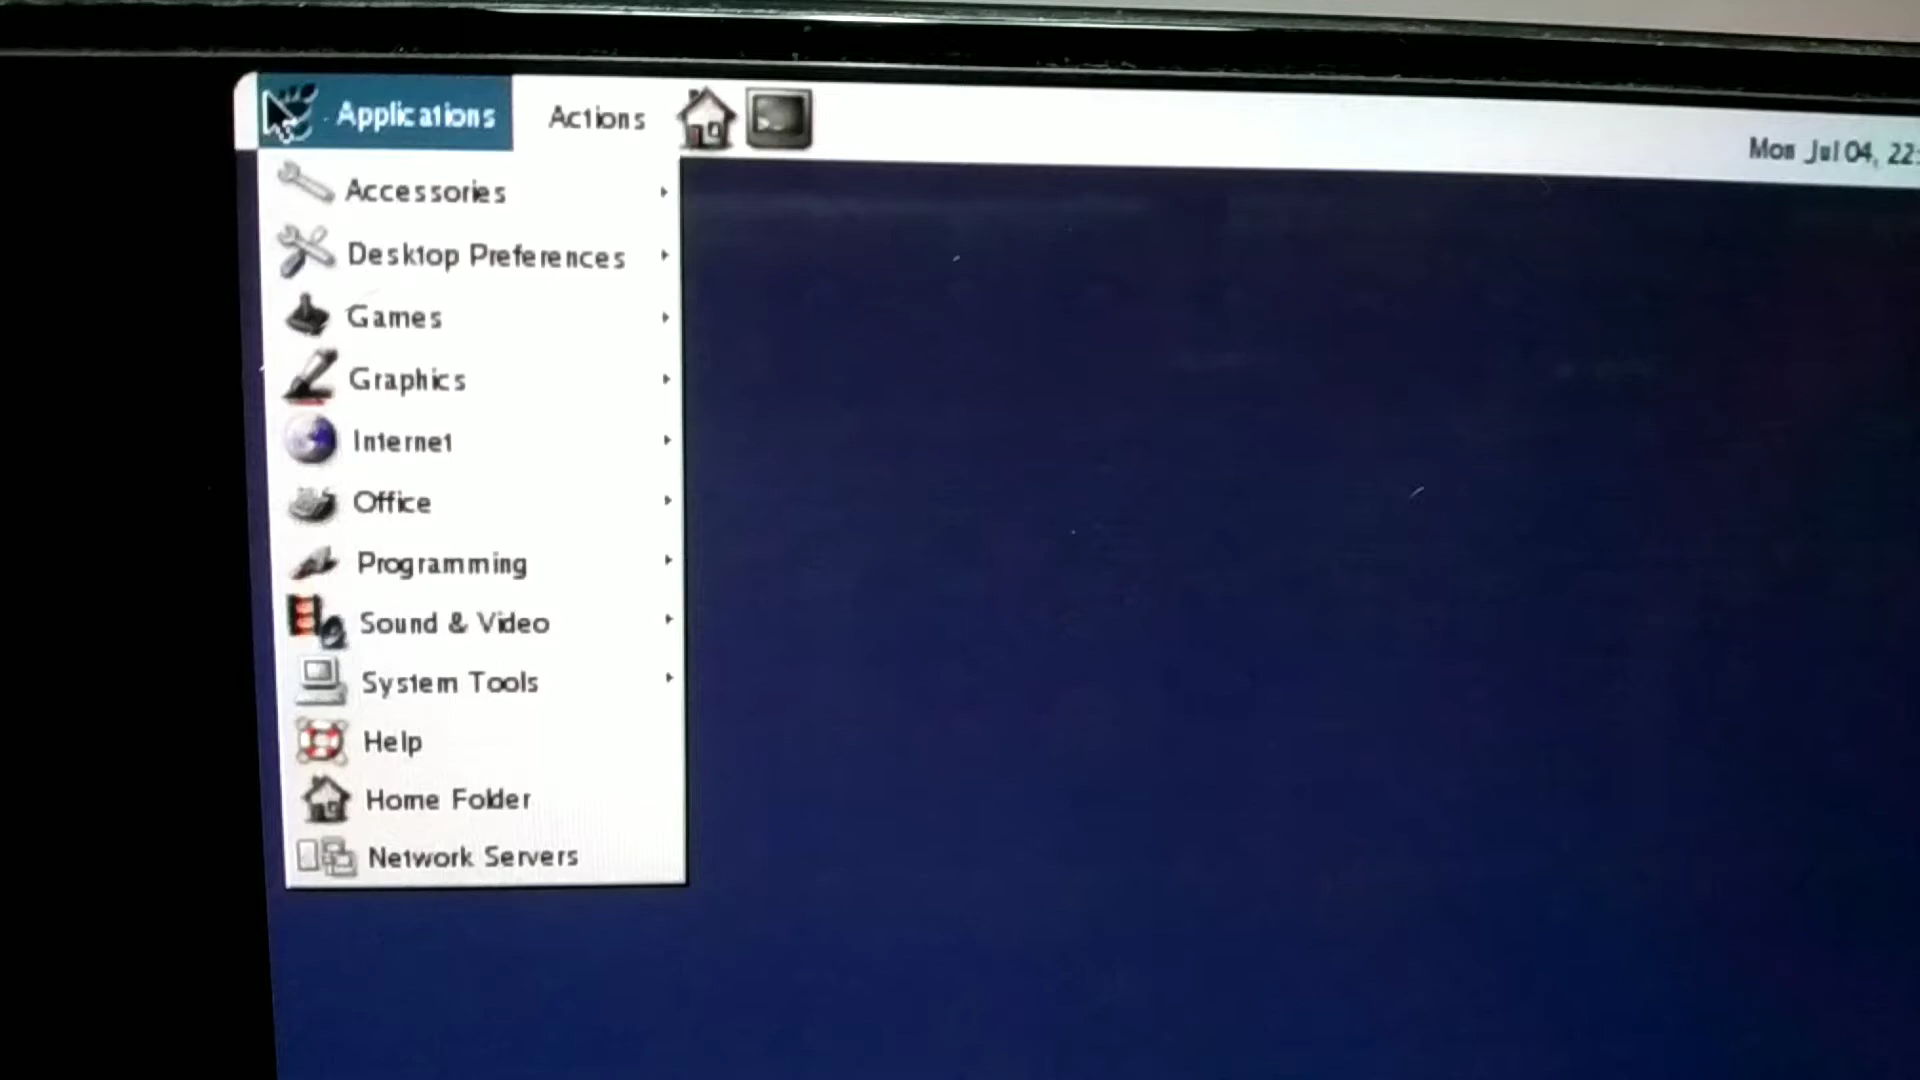 Applications Actions Mon Jul 04, 22:
Accessories
Desktop Preferences
Games
Graphics
Internet
Office
Programming
Sound & Video
System Tools
Help
Home Folder
Network Servers